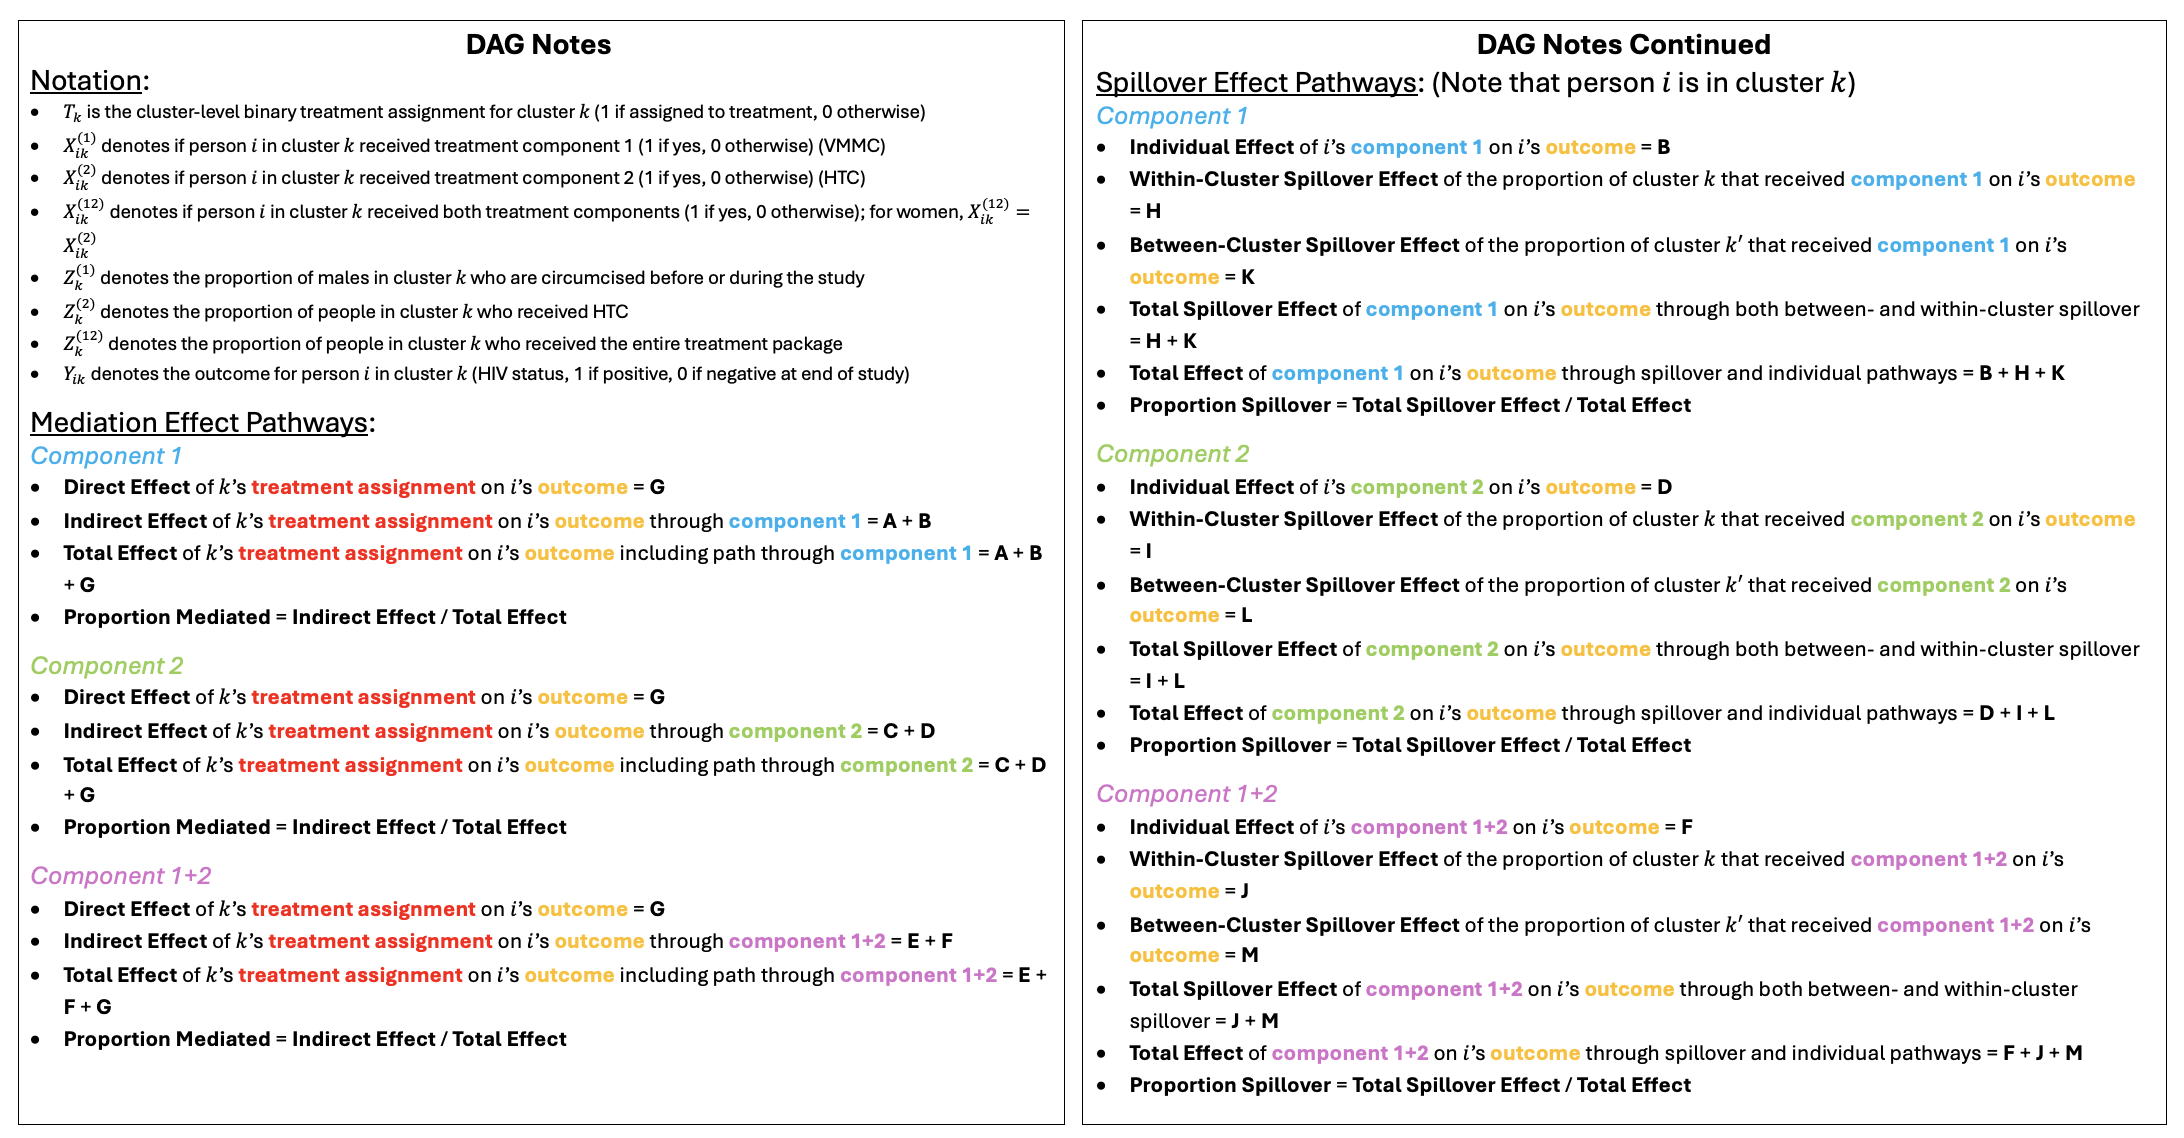 DAG Notes
Notation:
• T_k is the cluster-level binary treatment assignment for cluster k (1 if assigned to treatment, 0 otherwise)
• X_ik^(1) denotes if person i in cluster k received treatment component 1 (1 if yes, 0 otherwise) (VMMC)
• X_ik^(2) denotes if person i in cluster k received treatment component 2 (1 if yes, 0 otherwise) (HTC)
• X_ik^(12) denotes if person i in cluster k received both treatment components (1 if yes, 0 otherwise); for women, X_ik^(12) =
X_ik^(2)
• Z_k^(1) denotes the proportion of males in cluster k who are circumcised before or during the study
• Z_k^(2) denotes the proportion of people in cluster k who received HTC
• Z_k^(12) denotes the proportion of people in cluster k who received the entire treatment package
• Y_ik denotes the outcome for person i in cluster k (HIV status, 1 if positive, 0 if negative at end of study)
Mediation Effect Pathways:
Component 1
• Direct Effect of k's treatment assignment on i's outcome = G
• Indirect Effect of k's treatment assignment on i's outcome through component 1 = A + B
• Total Effect of k's treatment assignment on i's outcome including path through component 1 = A + B
+ G
• Proportion Mediated = Indirect Effect / Total Effect
Component 2
• Direct Effect of k's treatment assignment on i's outcome = G
• Indirect Effect of k's treatment assignment on i's outcome through component 2 = C + D
• Total Effect of k's treatment assignment on i's outcome including path through component 2 = C + D
+ G
• Proportion Mediated = Indirect Effect / Total Effect
Component 1+2
• Direct Effect of k's treatment assignment on i's outcome = G
• Indirect Effect of k's treatment assignment on i's outcome through component 1+2 = E + F
• Total Effect of k's treatment assignment on i's outcome including path through component 1+2 = E +
F + G
• Proportion Mediated = Indirect Effect / Total Effect
DAG Notes Continued
Spillover Effect Pathways: (Note that person i is in cluster k)
Component 1
• Individual Effect of i's component 1 on i's outcome = B
• Within-Cluster Spillover Effect of the proportion of cluster k that received component 1 on i's outcome
= H
• Between-Cluster Spillover Effect of the proportion of cluster k′ that received component 1 on i's
outcome = K
• Total Spillover Effect of component 1 on i's outcome through both between- and within-cluster spillover
= H + K
• Total Effect of component 1 on i's outcome through spillover and individual pathways = B + H + K
• Proportion Spillover = Total Spillover Effect / Total Effect
Component 2
• Individual Effect of i's component 2 on i's outcome = D
• Within-Cluster Spillover Effect of the proportion of cluster k that received component 2 on i's outcome
= I
• Between-Cluster Spillover Effect of the proportion of cluster k′ that received component 2 on i's
outcome = L
• Total Spillover Effect of component 2 on i's outcome through both between- and within-cluster spillover
= I + L
• Total Effect of component 2 on i's outcome through spillover and individual pathways = D + I + L
• Proportion Spillover = Total Spillover Effect / Total Effect
Component 1+2
• Individual Effect of i's component 1+2 on i's outcome = F
• Within-Cluster Spillover Effect of the proportion of cluster k that received component 1+2 on i's
outcome = J
• Between-Cluster Spillover Effect of the proportion of cluster k′ that received component 1+2 on i's
outcome = M
• Total Spillover Effect of component 1+2 on i's outcome through both between- and within-cluster
spillover = J + M
• Total Effect of component 1+2 on i's outcome through spillover and individual pathways = F + J + M
• Proportion Spillover = Total Spillover Effect / Total Effect